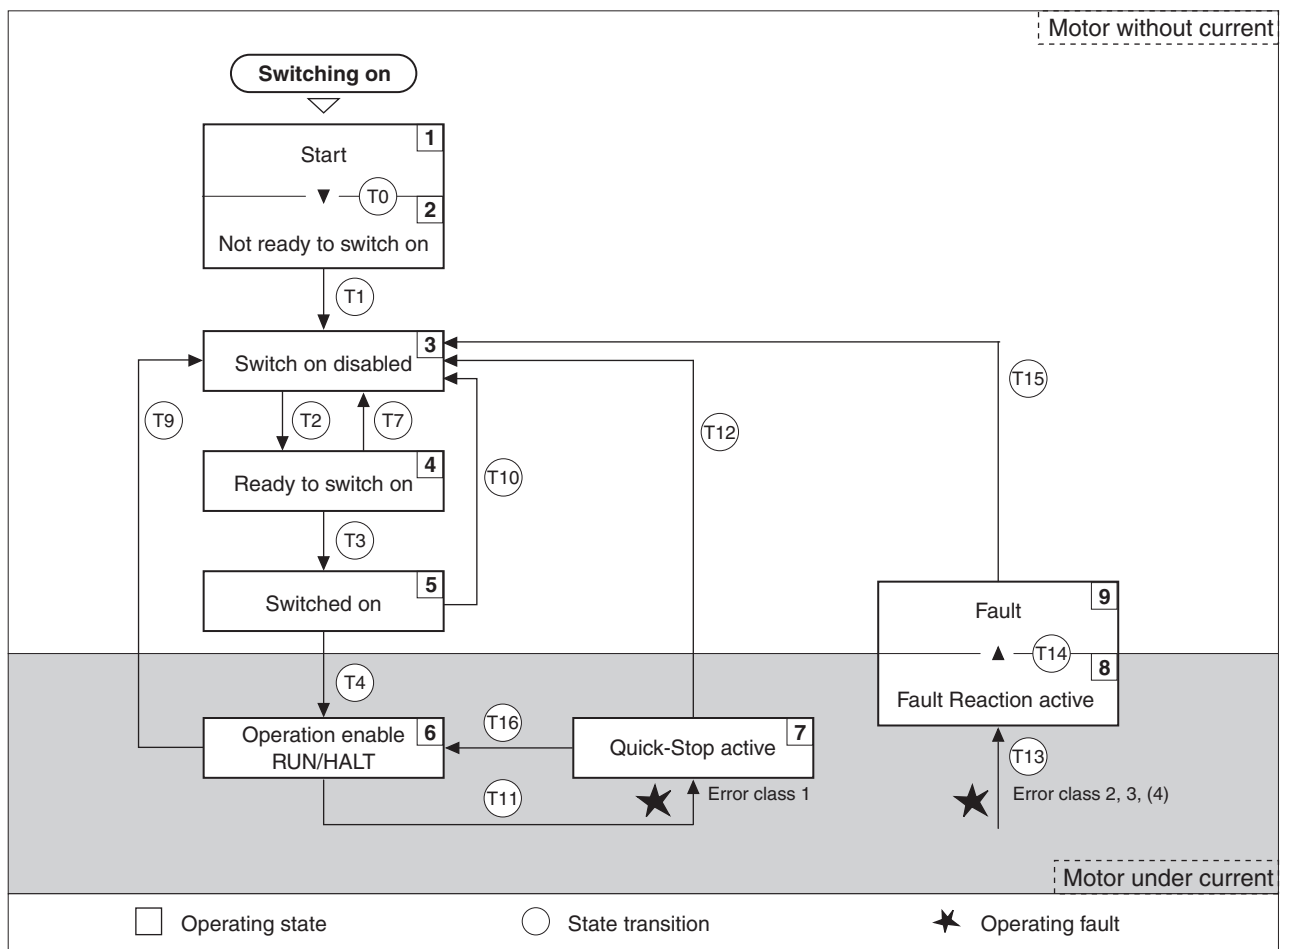 Motor without current
Switching on
1
Start
T0
2
Not ready to switch on
T1
3
Switch on disabled
T15
T9
T2
T7
T12
4
Ready to switch on
T10
T3
5
Switched on
9
Fault
T14
8
T4
Fault Reaction active
Operation enable
RUN/HALT
6
T16
7
Quick-Stop active
T13
T11
Error class 1
Error class 2, 3, (4)
Motor under current
Operating state
State transition
Operating fault